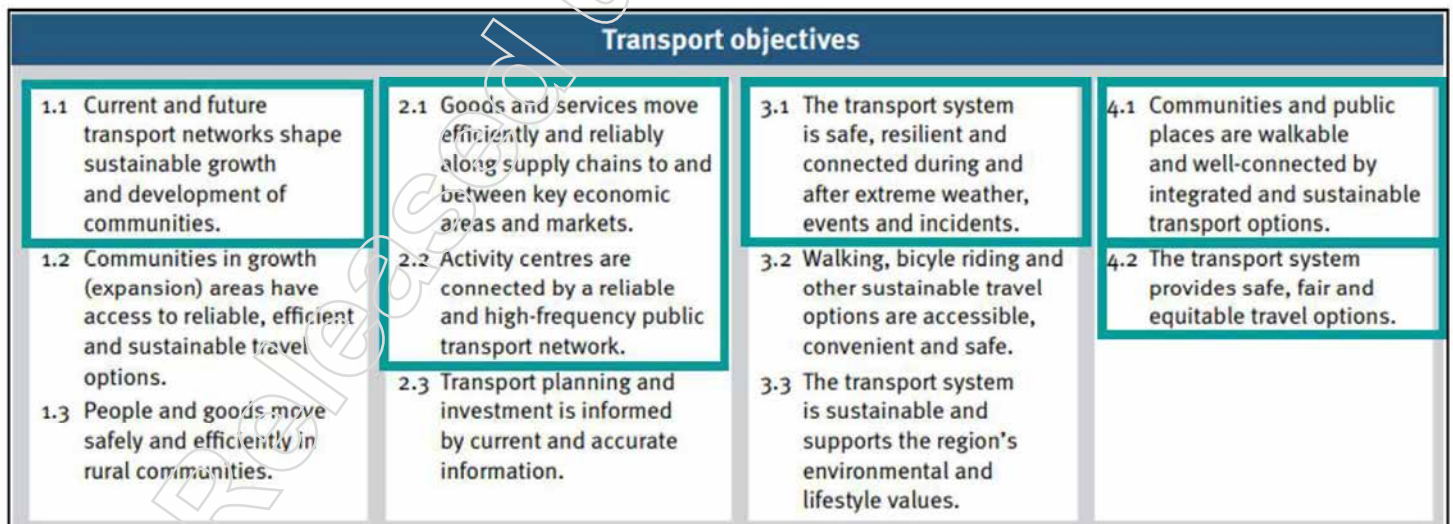 Transport objectives
1.1 Current and future
transport networks shape
sustainable growth
and development of
communities.
1.2 Communities in growth
(expansion) areas have
access to reliable, efficient
and sustainable travel
options.
1.3 People and goods move
safely and efficiently in
rural communities.
2.1 Goods and services move
efficiently and reliably
along supply chains to and
between key economic
areas and markets.
2.2 Activity centres are
connected by a reliable
and high-frequency public
transport network.
2.3 Transport planning and
investment is informed
by current and accurate
information.
3.1 The transport system
is safe, resilient and
connected during and
after extreme weather,
events and incidents.
3.2 Walking, bicyle riding and
other sustainable travel
options are accessible,
convenient and safe.
3.3 The transport system
is sustainable and
supports the region's
environmental and
lifestyle values.
4.1 Communities and public
places are walkable
and well-connected by
integrated and sustainable
transport options.
4.2 The transport system
provides safe, fair and
equitable travel options.
Released